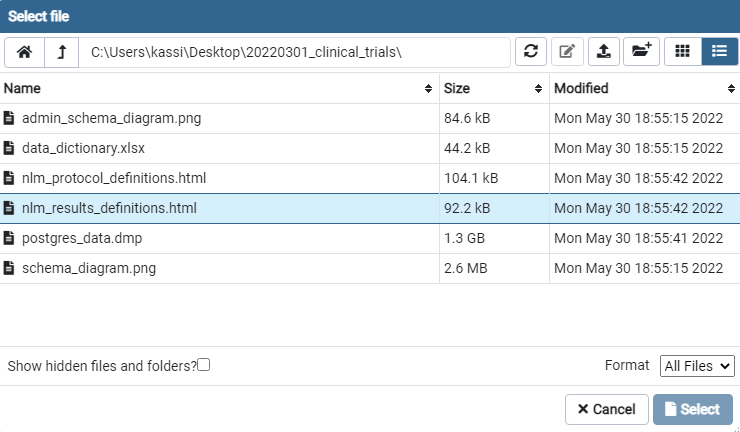 Select file
C:\Users\kassi\Desktop\20220301_clinical_trials\
Name Size Modified
admin_schema_diagram.png 84.6 kB Mon May 30 18:55:15 2022
data_dictionary.xlsx 44.2 kB Mon May 30 18:55:15 2022
nlm_protocol_definitions.html 104.1 kB Mon May 30 18:55:42 2022
nlm_results_definitions.html 92.2 kB Mon May 30 18:55:42 2022
postgres_data.dmp 1.3 GB Mon May 30 18:55:41 2022
schema_diagram.png 2.6 MB Mon May 30 18:55:15 2022
Show hidden files and folders? Format All Files
Cancel Select